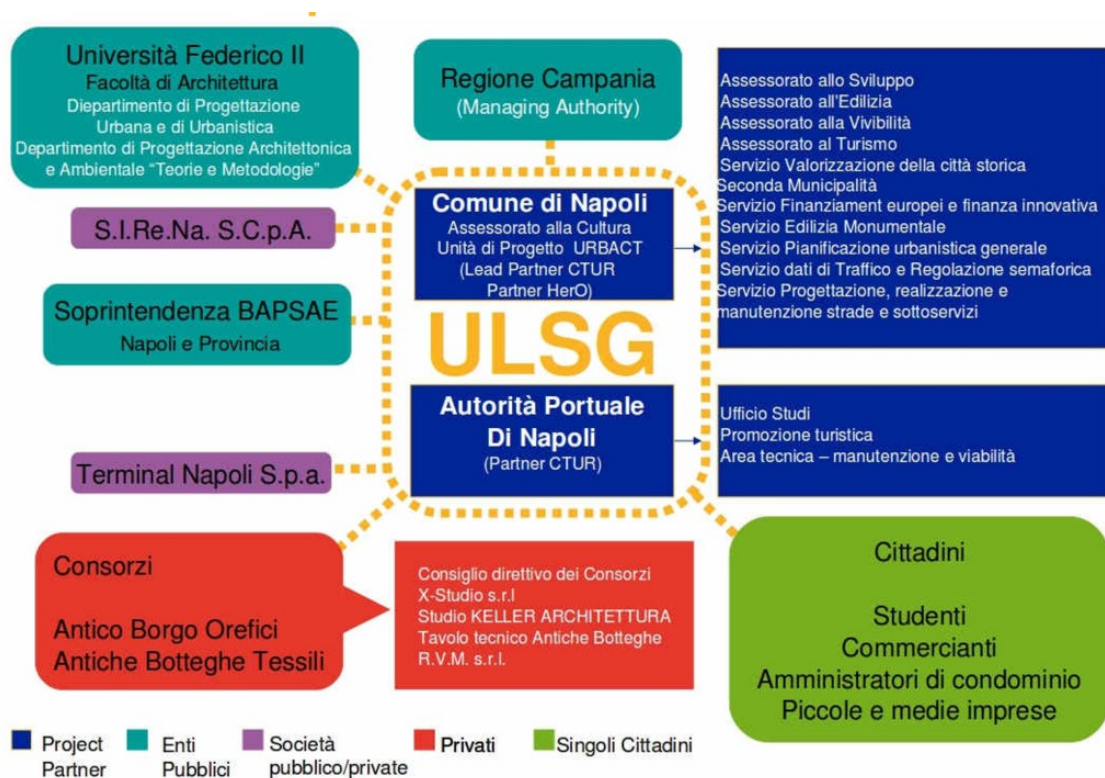 Università Federico II
Facoltà di Architettura
Diepartimento di Progettazione
Urbana e di Urbanistica
Departimento di Progettazione Architettonica
e Ambientale “Teorie e Metodologie”
Regione Campania
(Managing Authority)
Assessorato allo Sviluppo
Assessorato all'Edilizia
Assessorato alla Vivibilità
Assessorato al Turismo
Servizio Valorizzazione della città storica
Seconda Municipalità
Servizio Finanziament europei e finanza innovativa
Servizio Edilizia Monumentale
Servizio Pianificazione urbanistica generale
Servizio dati di Traffico e Regolazione semaforica
Servizio Progettazione, realizzazione e
manutenzione strade e sottoservizi
S.I.Re.Na. S.C.p.A.
Comune di Napoli
Assessorato alla Cultura
Unità di Progetto URBACT
(Lead Partner CTUR
Partner HerO)
Soprintendenza BAPSAE
Napoli e Provincia
ULSG
Autorità Portuale
Di Napoli
(Partner CTUR)
Ufficio Studi
Promozione turistica
Area tecnica – manutenzione e viabilità
Terminal Napoli S.p.a.
Consorzi
Antico Borgo Orefici
Antiche Botteghe Tessili
Consiglio direttivo dei Consorzi
X-Studio s.r.l
Studio KELLER ARCHITETTURA
Tavolo tecnico Antiche Botteghe
R.V.M. s.r.l.
Cittadini
Studenti
Commercianti
Amministratori di condominio
Piccole e medie imprese
Project
Partner
Enti
Pubblici
Società
pubblico/private
Privati
Singoli Cittadini